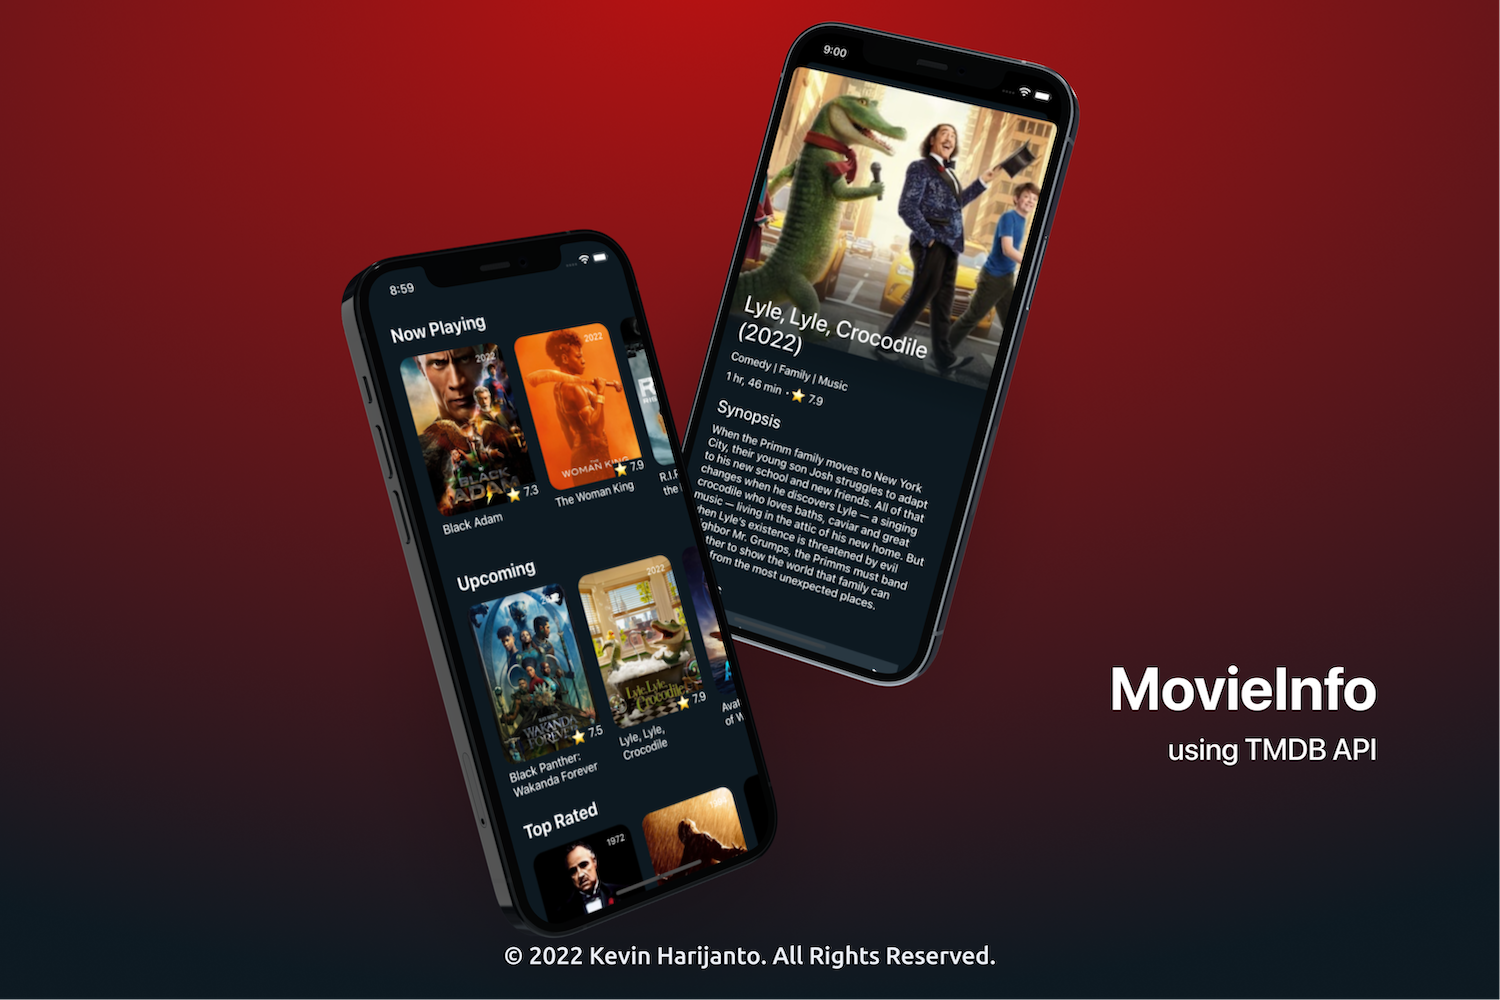 8:59
Now Playing
2022
BLACK
ADAM
7.3
Black Adam
2022
THE
WOMAN KING
7.9
The Woman King
R.I.
the
Upcoming
WAKANDA
FOREVER
7.5
Black Panther:
Wakanda Forever
2022
Lyle, Lyle,
Crocodile
7.9
Lyle, Lyle,
Crocodile
Avat
of W
Top Rated
1972
9:00
Lyle, Lyle, Crocodile
(2022)
Comedy | Family | Music
1 hr, 46 min · ⭐ 7.9
Synopsis
When the Primm family moves to New York
City, their young son Josh struggles to adapt
to his new school and new friends. All of that
changes when he discovers Lyle — a singing
crocodile who loves baths, caviar and great
music — living in the attic of his new home. But
hen Lyle's existence is threatened by evil
ghbor Mr. Grumps, the Primms must band
ther to show the world that family can
from the most unexpected places.
MovieInfo
using TMDB API
© 2022 Kevin Harijanto. All Rights Reserved.